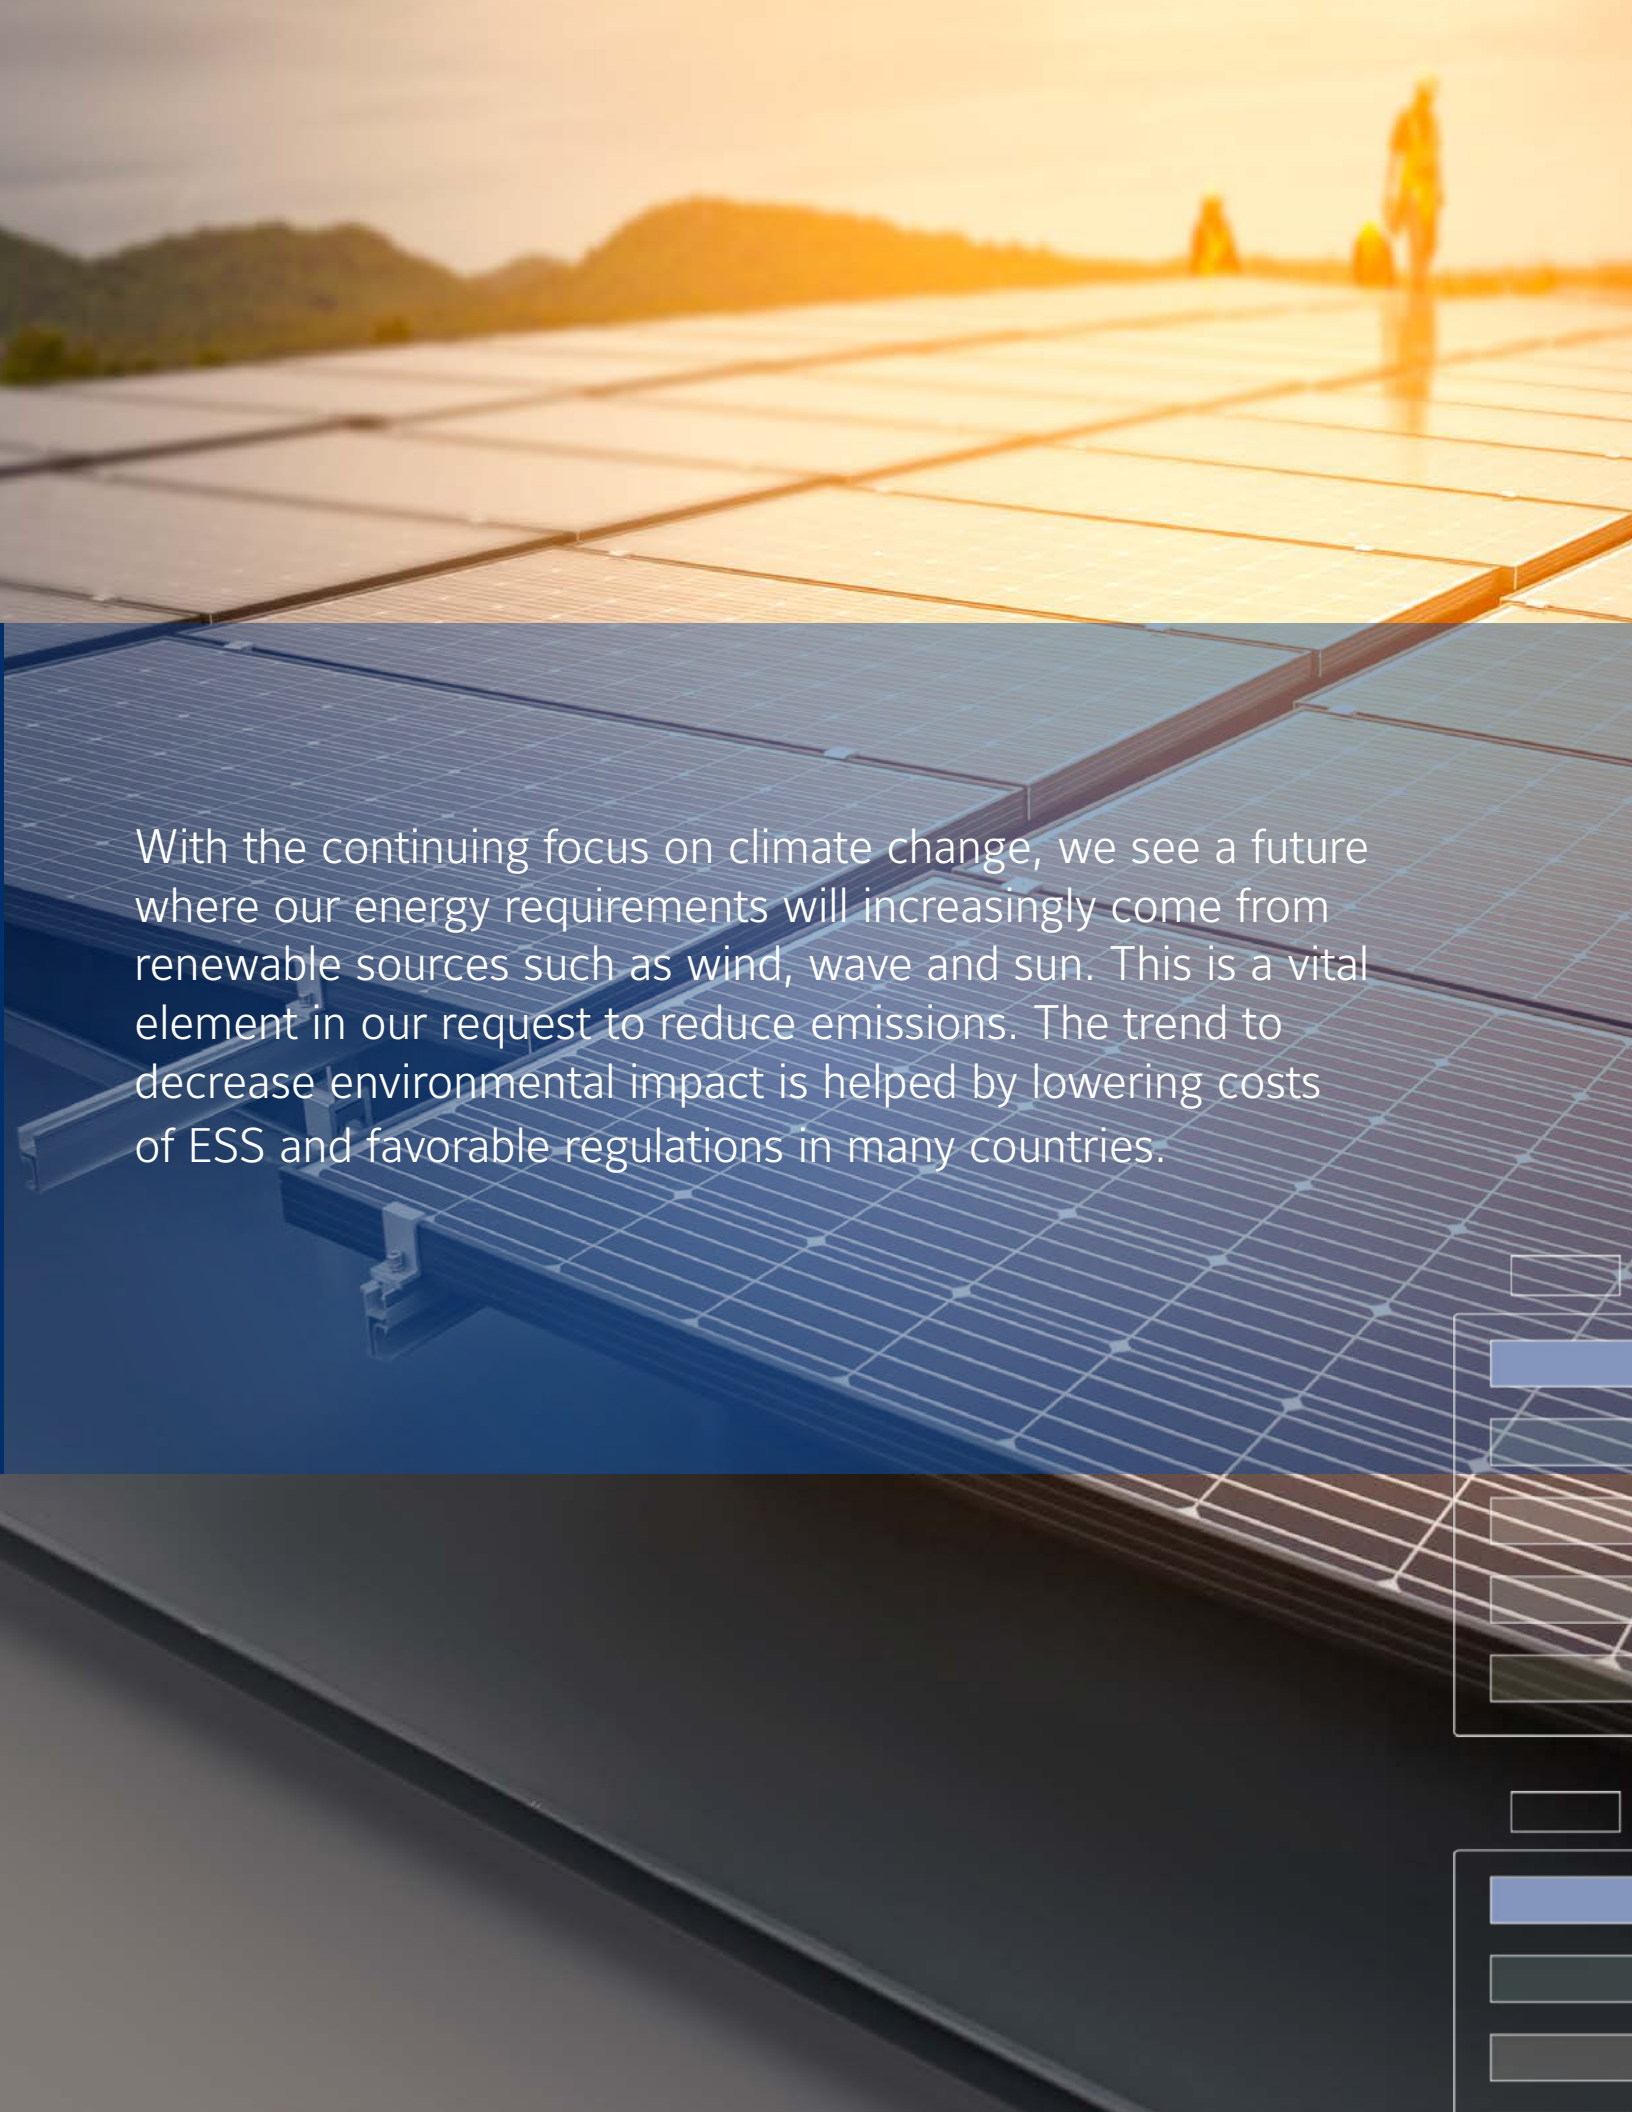 With the continuing focus on climate change, we see a future
where our energy requirements will increasingly come from
renewable sources such as wind, wave and sun. This is a vital
element in our request to reduce emissions. The trend to
decrease environmental impact is helped by lowering costs
of ESS and favorable regulations in many countries.